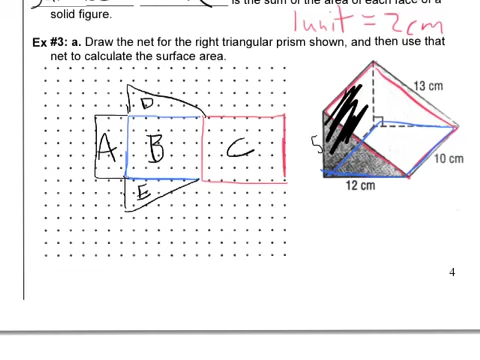 is the sum of the area of each face of a
solid figure.
1 unit = 2 cm
Ex #3: a. Draw the net for the right triangular prism shown, and then use that
net to calculate the surface area.
D
13 cm
A B C
5
E
10 cm
12 cm
4